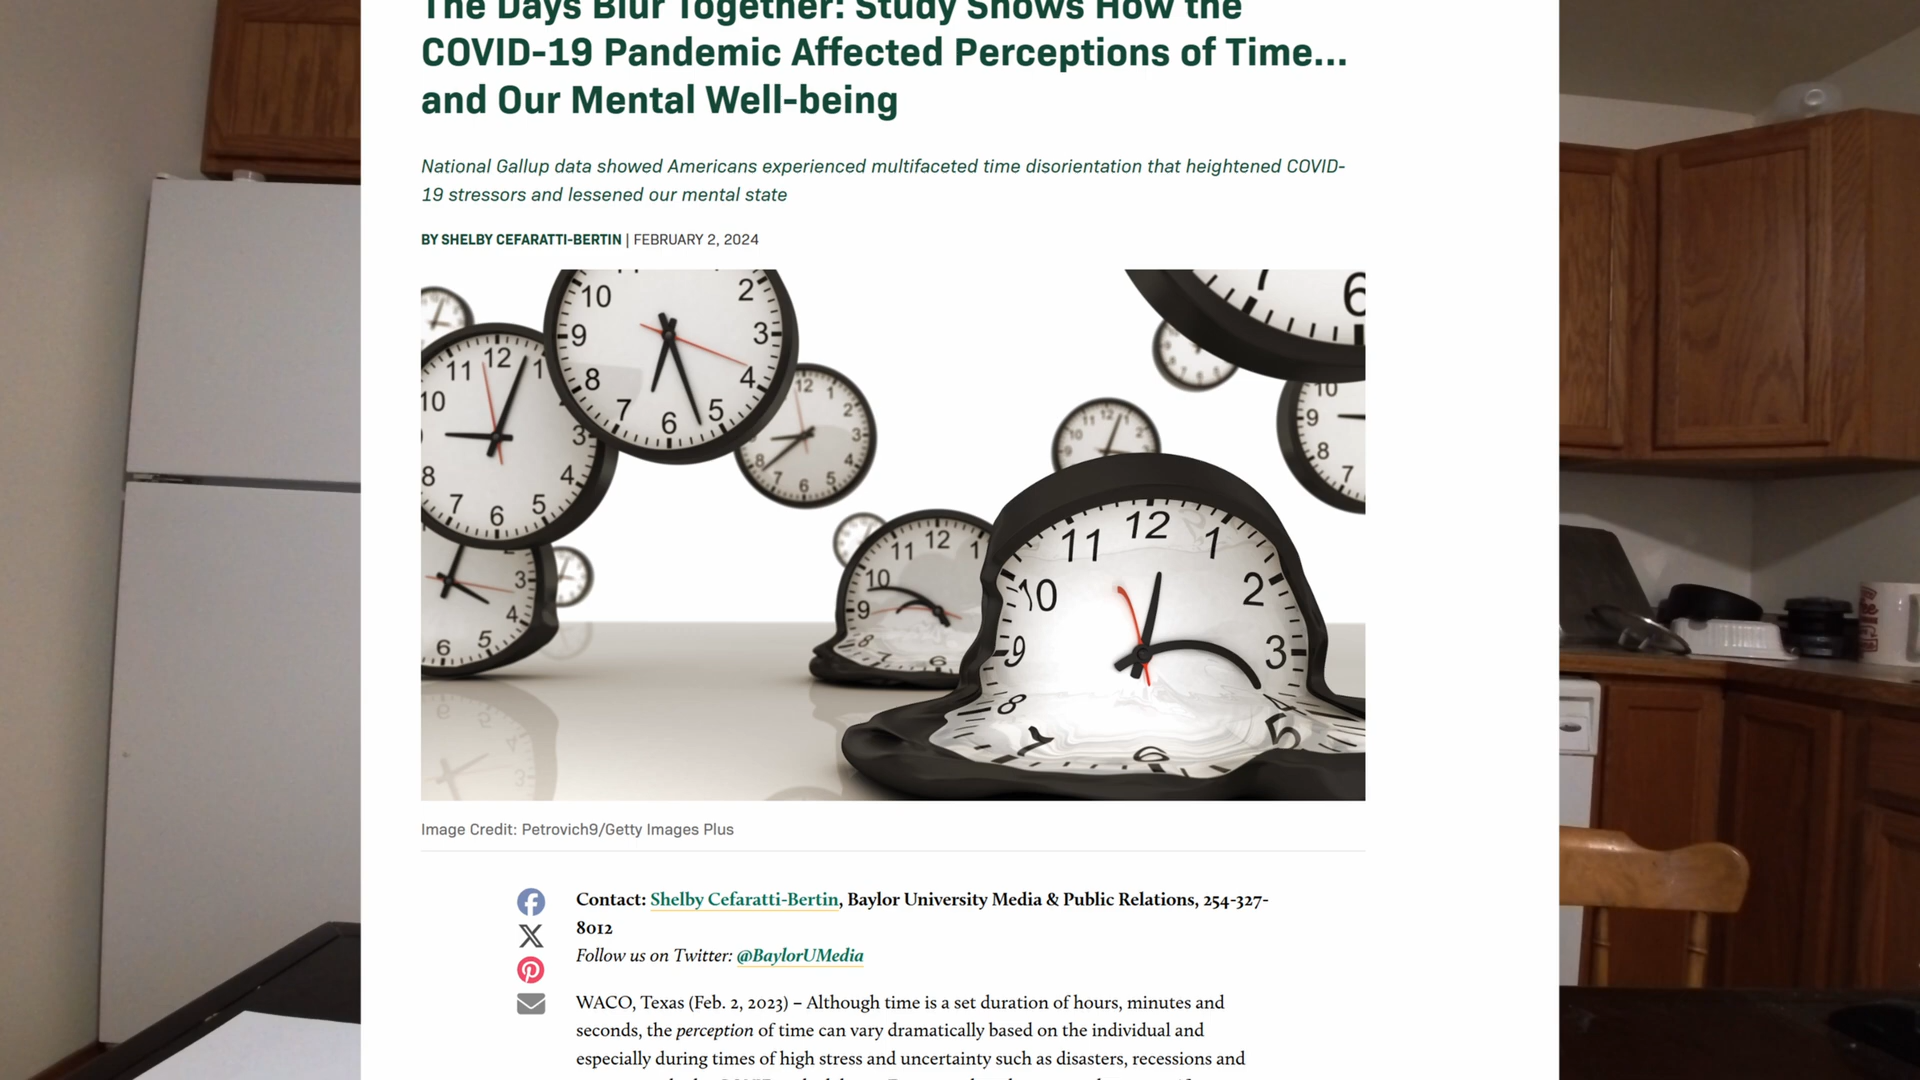 The Days Blur Together: Study Shows How the
COVID-19 Pandemic Affected Perceptions of Time...
and Our Mental Well-being
National Gallup data showed Americans experienced multifaceted time disorientation that heightened COVID-
19 stressors and lessened our mental state
BY SHELBY CEFARATTI-BERTIN | FEBRUARY 2, 2024
Image Credit: Petrovich9/Getty Images Plus
Contact: Shelby Cefaratti-Bertin, Baylor University Media & Public Relations, 254-327-
8012
Follow us on Twitter: @BaylorUMedia
WACO, Texas (Feb. 2, 2023) – Although time is a set duration of hours, minutes and
seconds, the perception of time can vary dramatically based on the individual and
especially during times of high stress and uncertainty such as disasters, recessions and